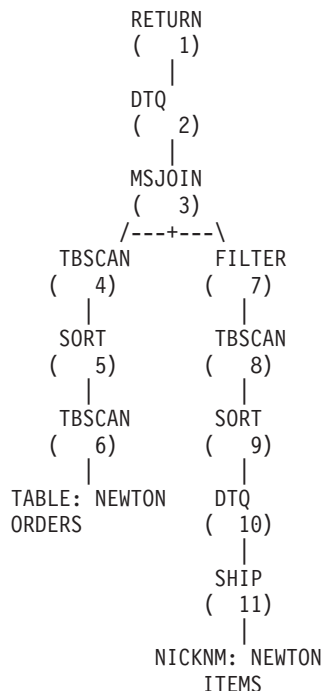 RETURN
( 1)
|
DTQ
( 2)
|
MSJOIN
( 3)
/---+---\
TBSCAN FILTER
( 4) ( 7)
| |
SORT TBSCAN
( 5) ( 8)
| |
TBSCAN SORT
( 6) ( 9)
| |
TABLE: NEWTON DTQ
ORDERS ( 10)
|
SHIP
( 11)
|
NICKNM: NEWTON
ITEMS